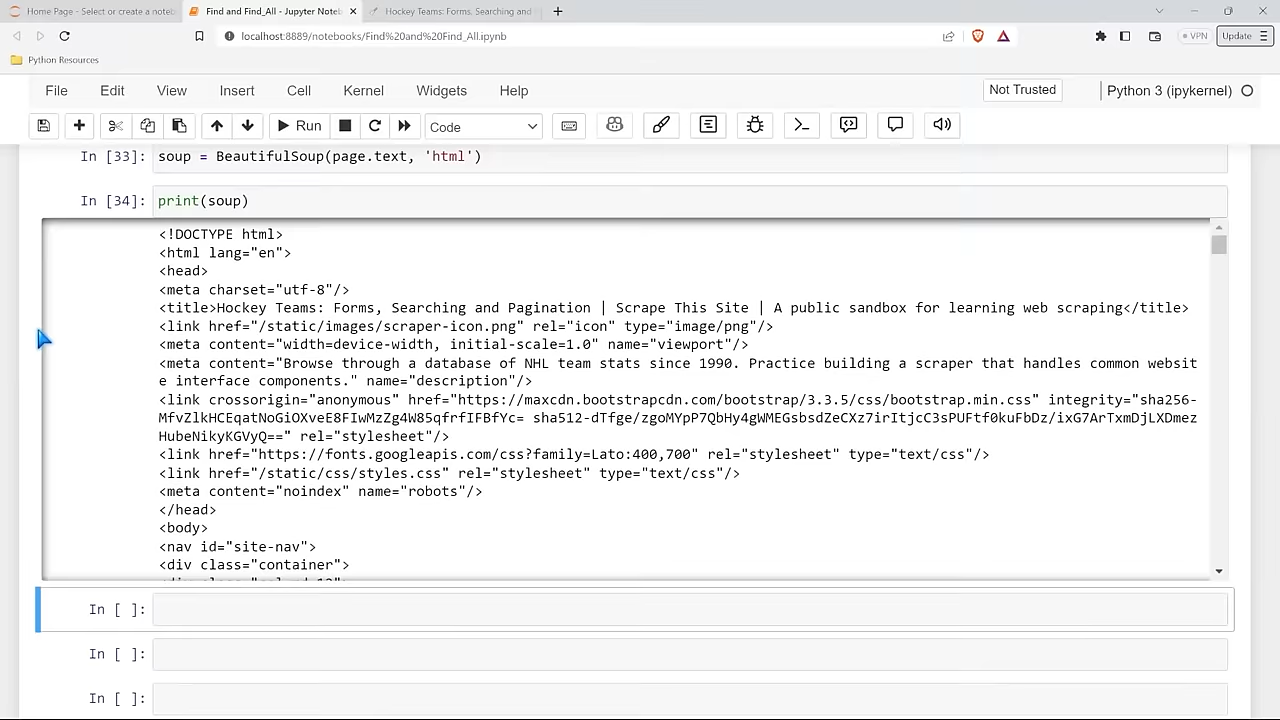 Home Page - Select or create a noteb
Find and Find_All - Jupyter Noteb
Hockey Teams: Forms, Searching and
localhost:8889/notebooks/Find%20and%20Find_All.ipynb
VPN
Update
Python Resources
File Edit View Insert Cell Kernel Widgets Help
Not Trusted
Python 3 (ipykernel)
Run
Code
In [33]: soup = BeautifulSoup(page.text, 'html')
In [34]: print(soup)
<!DOCTYPE html>
<html lang="en">
<head>
<meta charset="utf-8"/>
<title>Hockey Teams: Forms, Searching and Pagination | Scrape This Site | A public sandbox for learning web scraping</title>
<link href="/static/images/scraper-icon.png" rel="icon" type="image/png"/>
<meta content="width=device-width, initial-scale=1.0" name="viewport"/>
<meta content="Browse through a database of NHL team stats since 1990. Practice building a scraper that handles common websit
e interface components." name="description"/>
<link crossorigin="anonymous" href="https://maxcdn.bootstrapcdn.com/bootstrap/3.3.5/css/bootstrap.min.css" integrity="sha256-
MfvZlkHCEqatNoGiOXveE8FIwMzZg4W85qfrfIFBfYc= sha512-dTfge/zgoMYpP7QbHy4gWMEGsbsdZeCXz7irItjcC3sPUFtf0kuFbDz/ixG7ArTxmDjLXDmez
HubeNikyKGVyQ==" rel="stylesheet"/>
<link href="https://fonts.googleapis.com/css?family=Lato:400,700" rel="stylesheet" type="text/css"/>
<link href="/static/css/styles.css" rel="stylesheet" type="text/css"/>
<meta content="noindex" name="robots"/>
</head>
<body>
<nav id="site-nav">
<div class="container">
In [ ]:
In [ ]:
In [ ]: